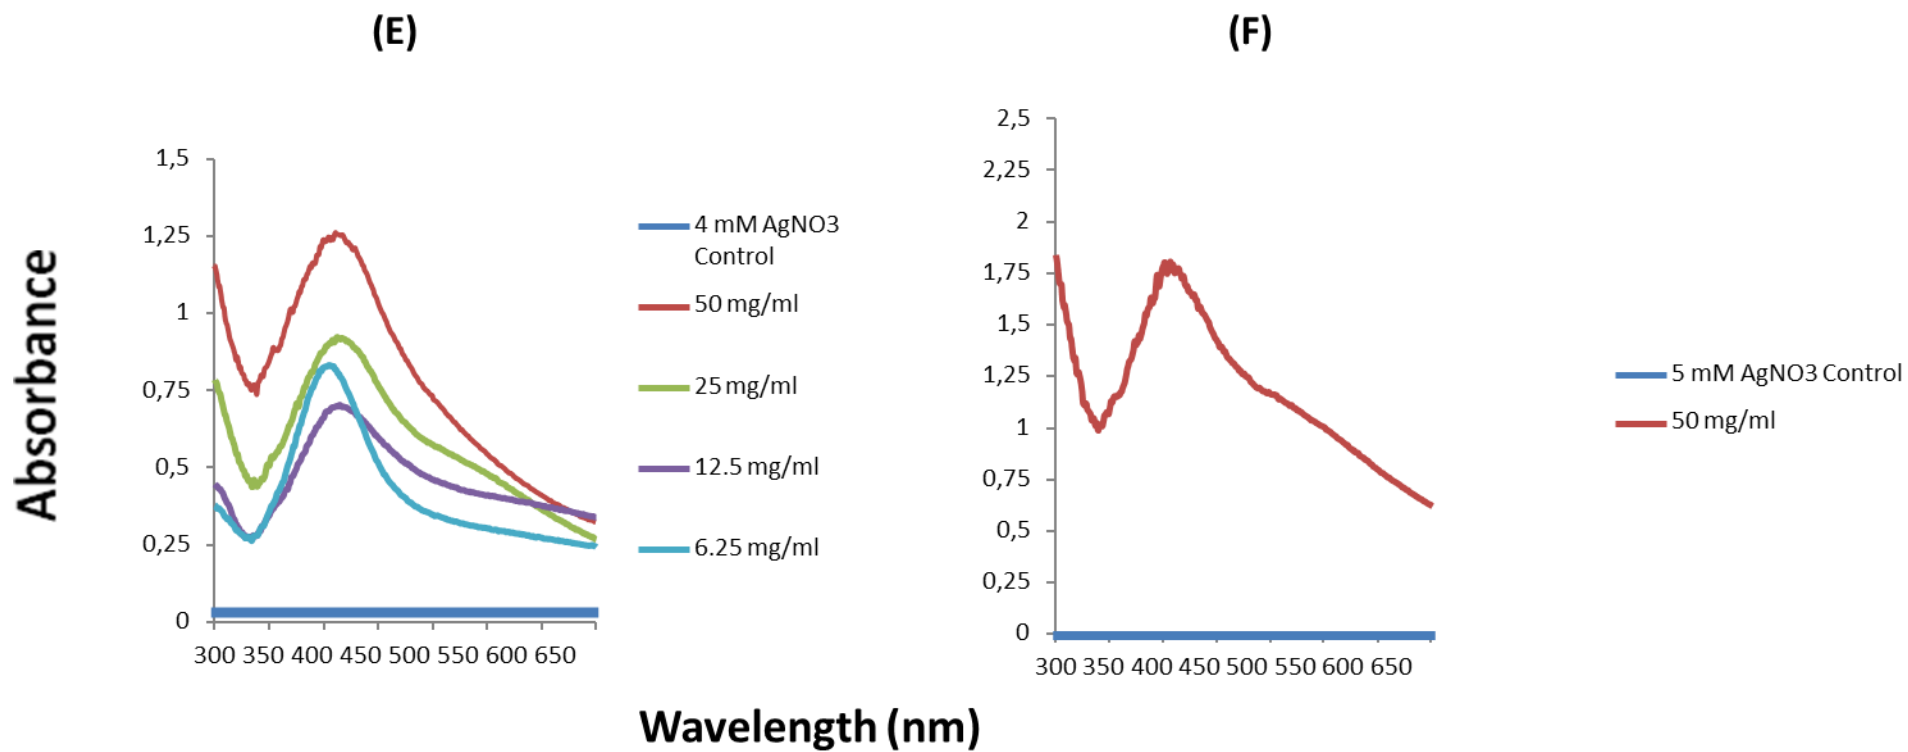 (E)
(F)
Absorbance
1,5
1,25
1
0,75
0,5
0,25
0
300 350 400 450 500 550 600 650
4 mM AgNO3
Control
50 mg/ml
25 mg/ml
12.5 mg/ml
6.25 mg/ml
2,5
2,25
2
1,75
1,5
1,25
1
0,75
0,5
0,25
0
300 350 400 450 500 550 600 650
5 mM AgNO3 Control
50 mg/ml
Wavelength (nm)